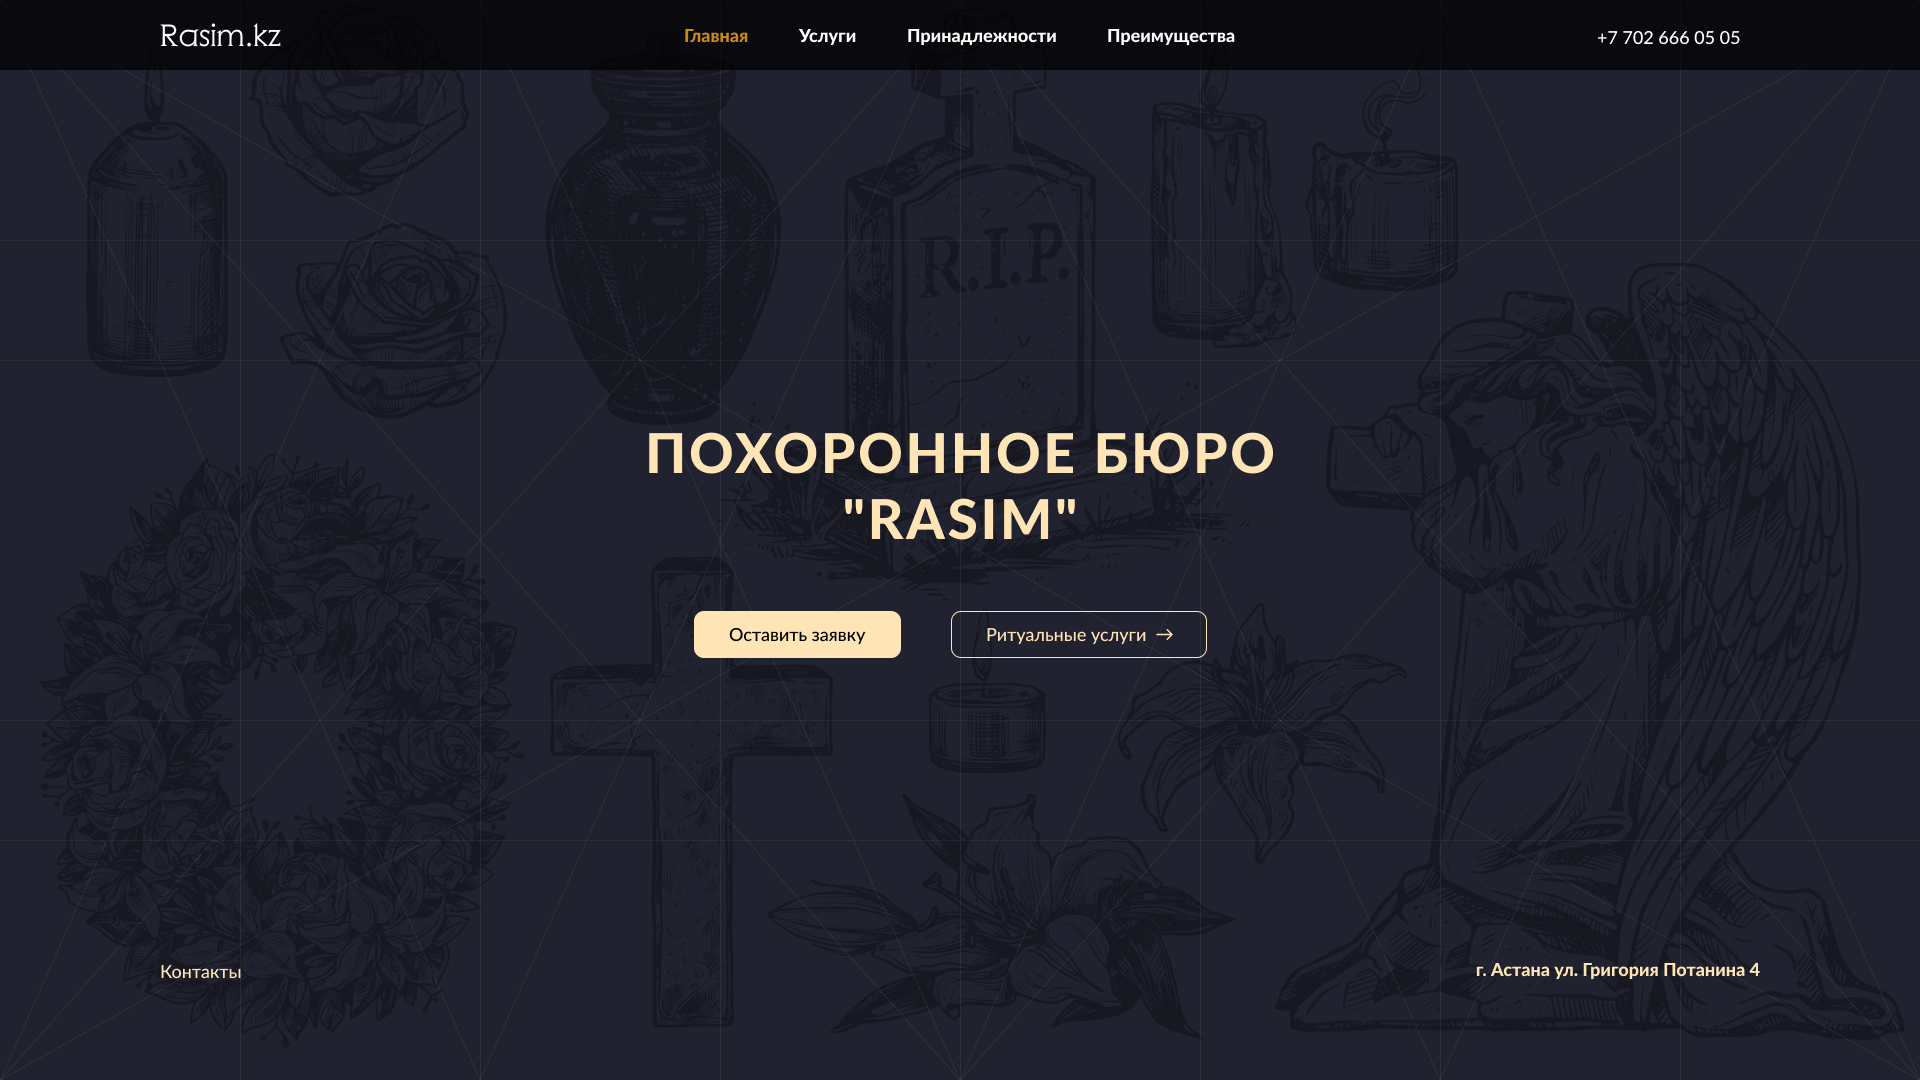 Rasim.kz
Главная
Услуги
Принадлежности
Преимущества
+7 702 666 05 05
R.I.P.
ПОХОРОННОЕ БЮРО
"RASIM"
Оставить заявку
Ритуальные услуги →
Контакты
г. Астана ул. Григория Потанина 4